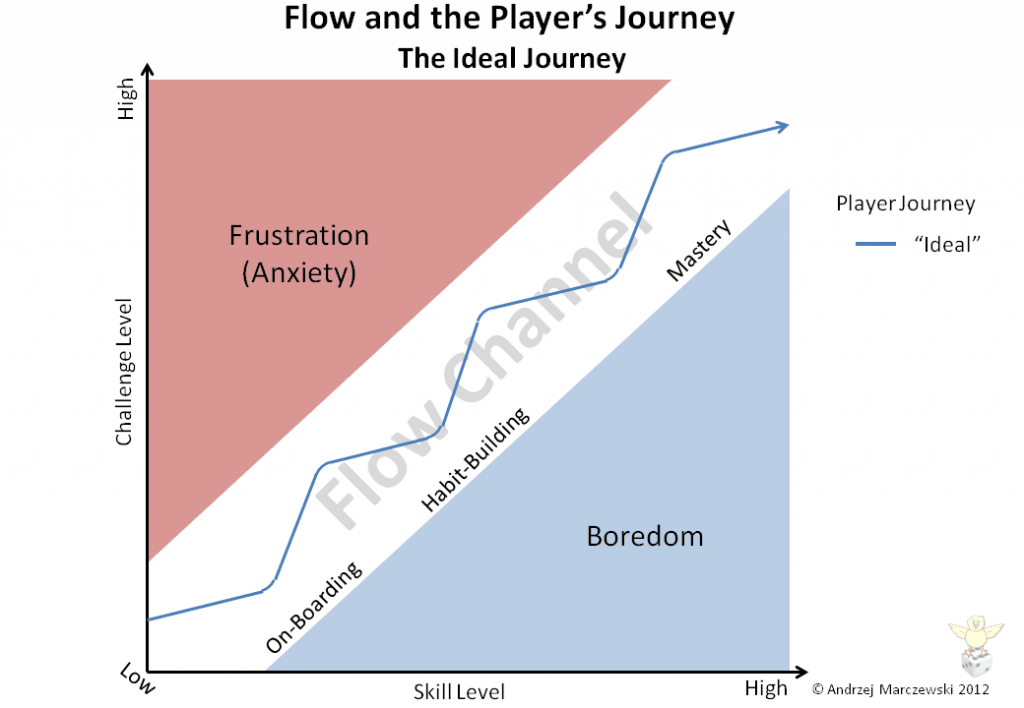 Flow and the Player's Journey
The Ideal Journey
High
Frustration
(Anxiety)
Challenge Level
Flow Channel
Mastery
Habit-Building
On-Boarding
Boredom
Player Journey
“Ideal”
Low
Skill Level
High
© Andrzej Marczewski 2012